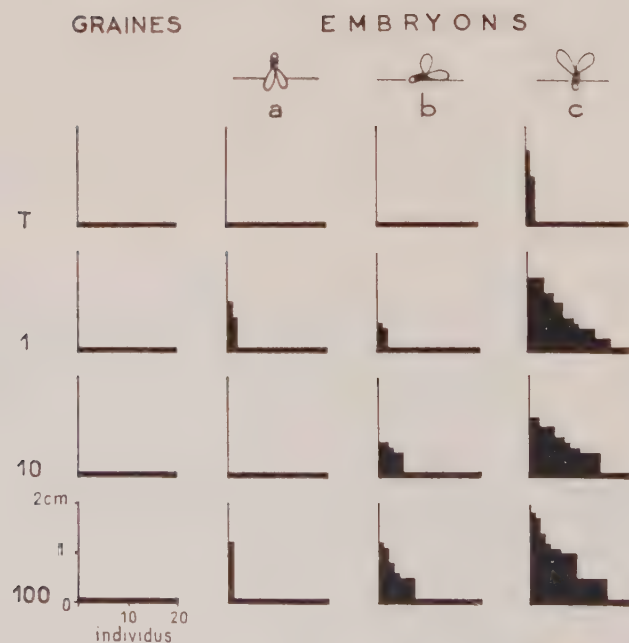 GRAINES EMBRYONS
a b c
T
1
10
2cm
1
100 0
10 20
individus